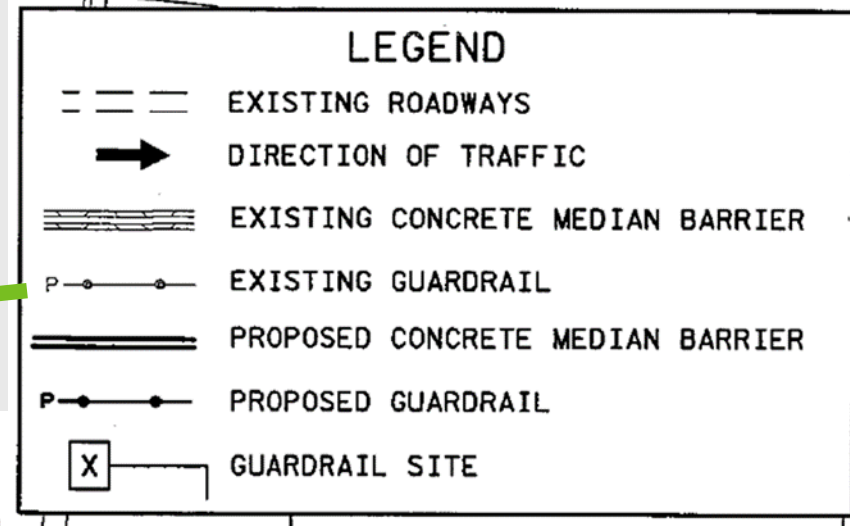 LEGEND
EXISTING ROADWAYS
DIRECTION OF TRAFFIC
EXISTING CONCRETE MEDIAN BARRIER
P EXISTING GUARDRAIL
PROPOSED CONCRETE MEDIAN BARRIER
P PROPOSED GUARDRAIL
X GUARDRAIL SITE